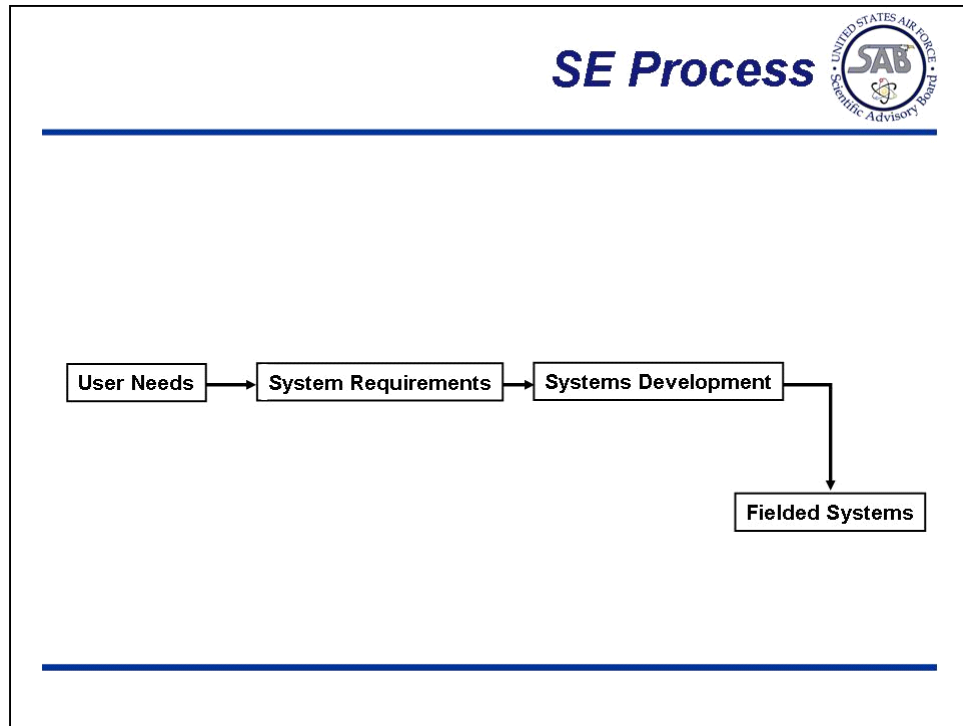 SE Process
UNITED STATES AIR FORCE
SAB
Scientific Advisory Board
User Needs
System Requirements
Systems Development
Fielded Systems